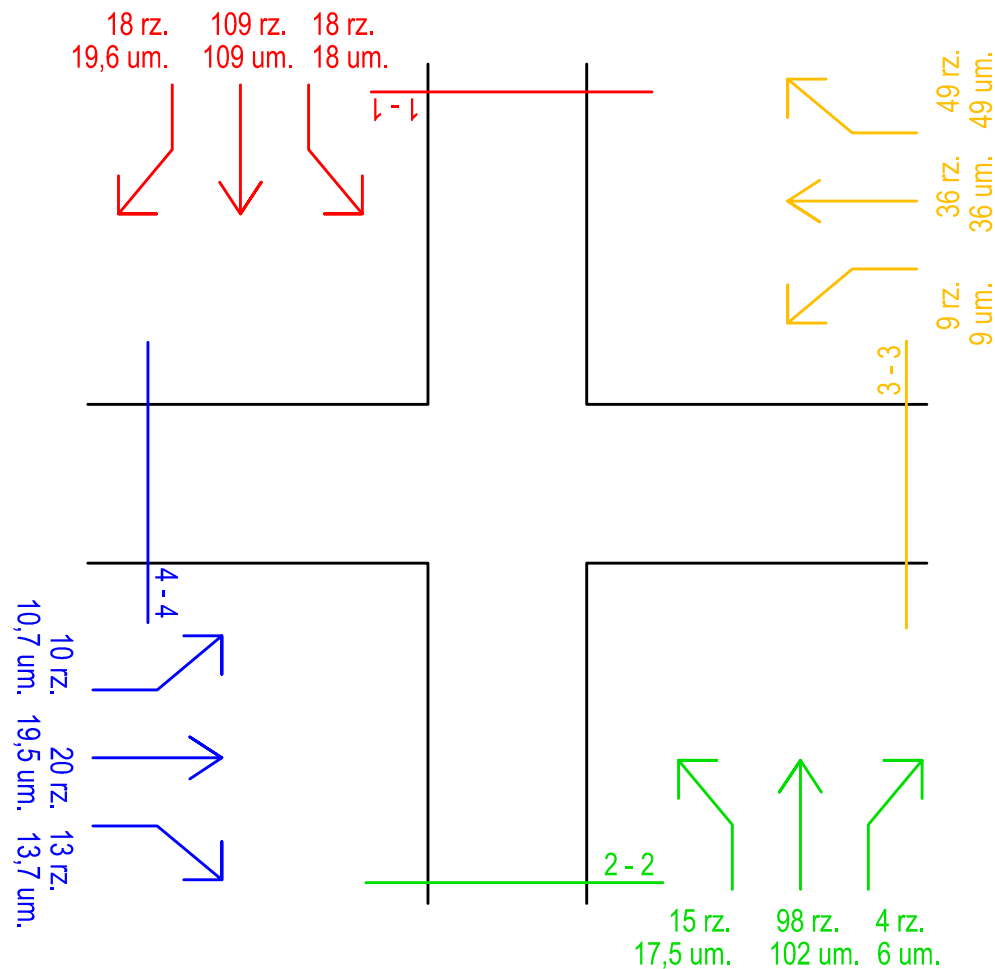 18 rz.
19,6 um.
109 rz.
109 um.
18 rz.
18 um.
1 - 1
49 rz.
49 um.
36 rz.
36 um.
9 rz.
9 um.
3 - 3
4 - 4
10 rz.
10,7 um.
20 rz.
19,5 um.
13 rz.
13,7 um.
2 - 2
15 rz.
17,5 um.
98 rz.
102 um.
4 rz.
6 um.